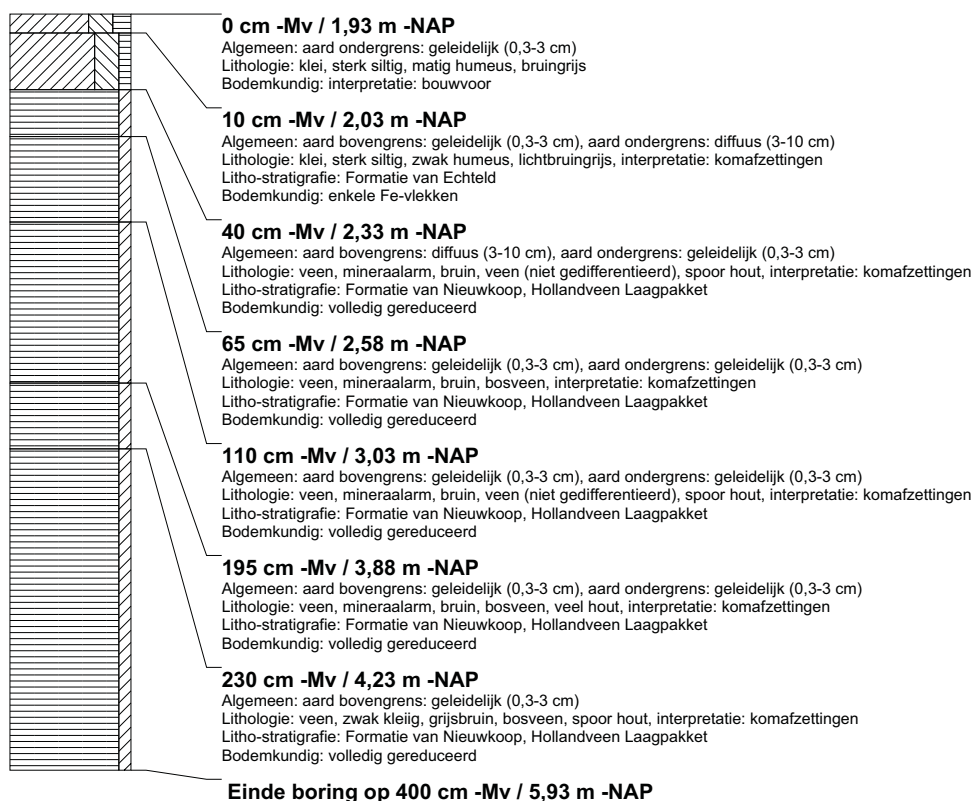 0 cm -Mv / 1,93 m -NAP
Algemeen: aard ondergrens: geleidelijk (0,3-3 cm)
Lithologie: klei, sterk siltig, matig humeus, bruingrijs
Bodemkundig: interpretatie: bouwvoor
10 cm -Mv / 2,03 m -NAP
Algemeen: aard bovengrens: geleidelijk (0,3-3 cm), aard ondergrens: diffuus (3-10 cm)
Lithologie: klei, sterk siltig, zwak humeus, lichtbruingrijs, interpretatie: komafzettingen
Litho-stratigrafie: Formatie van Echteld
Bodemkundig: enkele Fe-vlekken
40 cm -Mv / 2,33 m -NAP
Algemeen: aard bovengrens: diffuus (3-10 cm), aard ondergrens: geleidelijk (0,3-3 cm)
Lithologie: veen, mineraalarm, bruin, veen (niet gedifferentieerd), spoor hout, interpretatie: komafzettingen
Litho-stratigrafie: Formatie van Nieuwkoop, Hollandveen Laagpakket
Bodemkundig: volledig gereduceerd
65 cm -Mv / 2,58 m -NAP
Algemeen: aard bovengrens: geleidelijk (0,3-3 cm), aard ondergrens: geleidelijk (0,3-3 cm)
Lithologie: veen, mineraalarm, bruin, bosveen, interpretatie: komafzettingen
Litho-stratigrafie: Formatie van Nieuwkoop, Hollandveen Laagpakket
Bodemkundig: volledig gereduceerd
110 cm -Mv / 3,03 m -NAP
Algemeen: aard bovengrens: geleidelijk (0,3-3 cm), aard ondergrens: geleidelijk (0,3-3 cm)
Lithologie: veen, mineraalarm, bruin, veen (niet gedifferentieerd), spoor hout, interpretatie: komafzettingen
Litho-stratigrafie: Formatie van Nieuwkoop, Hollandveen Laagpakket
Bodemkundig: volledig gereduceerd
195 cm -Mv / 3,88 m -NAP
Algemeen: aard bovengrens: geleidelijk (0,3-3 cm), aard ondergrens: geleidelijk (0,3-3 cm)
Lithologie: veen, mineraalarm, bruin, bosveen, veel hout, interpretatie: komafzettingen
Litho-stratigrafie: Formatie van Nieuwkoop, Hollandveen Laagpakket
Bodemkundig: volledig gereduceerd
230 cm -Mv / 4,23 m -NAP
Algemeen: aard bovengrens: geleidelijk (0,3-3 cm)
Lithologie: veen, zwak kleiig, grijsbruin, bosveen, spoor hout, interpretatie: komafzettingen
Litho-stratigrafie: Formatie van Nieuwkoop, Hollandveen Laagpakket
Bodemkundig: volledig gereduceerd
Einde boring op 400 cm -Mv / 5,93 m -NAP